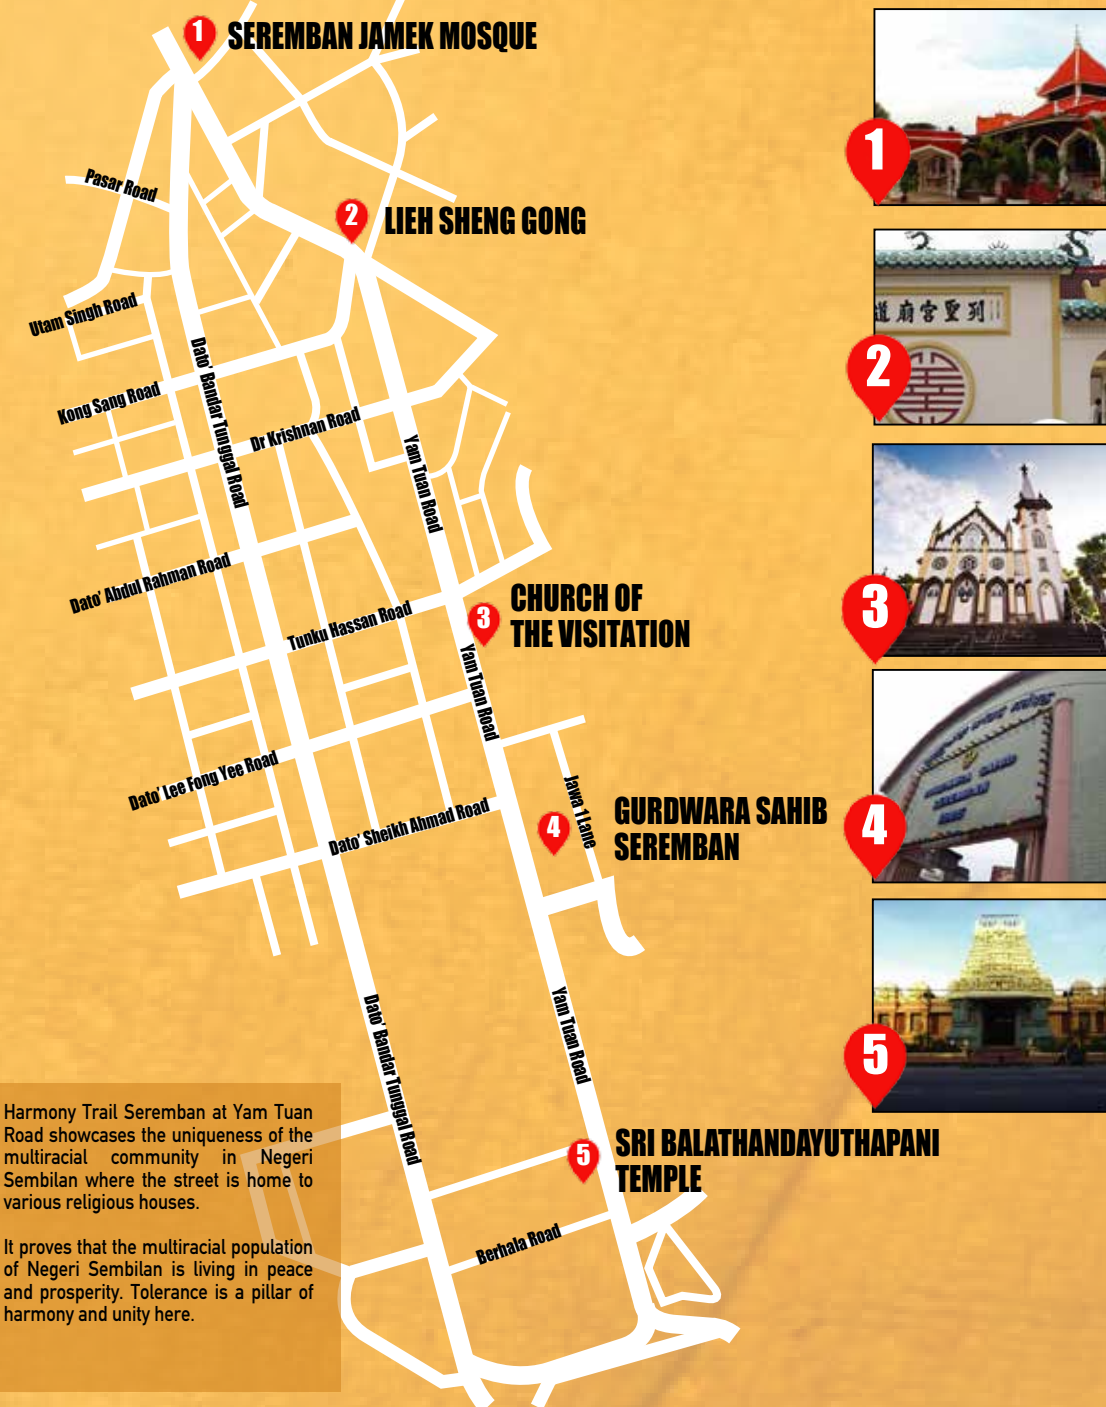 1
SEREMBAN JAMEK MOSQUE
1
Pasar Road
2
LIEH SHENG GONG
Utam Singh Road
列聖宮廟道
2
Dato' Bandar Tunggal Road
Kong Sang Road
Dr Krishnan Road
Yam Tuan Road
Dato' Abdul Rahman Road
Tunku Hassan Road
3
CHURCH OF
THE VISITATION
3
Yam Tuan Road
Dato' Lee Fong Yee Road
Jawa 1 Lane
Dato' Sheikh Ahmad Road
4
GURDWARA SAHIB
SEREMBAN
GURDWARA SAHIB
SEREMBAN
4
Yam Tuan Road
Dato' Bandar Tunggal Road
5
5
SRI BALATHANDAYUTHAPANI
TEMPLE
Berhala Road
Harmony Trail Seremban at Yam Tuan
Road showcases the uniqueness of the
multiracial community in Negeri
Sembilan where the street is home to
various religious houses.
It proves that the multiracial population
of Negeri Sembilan is living in peace
and prosperity. Tolerance is a pillar of
harmony and unity here.